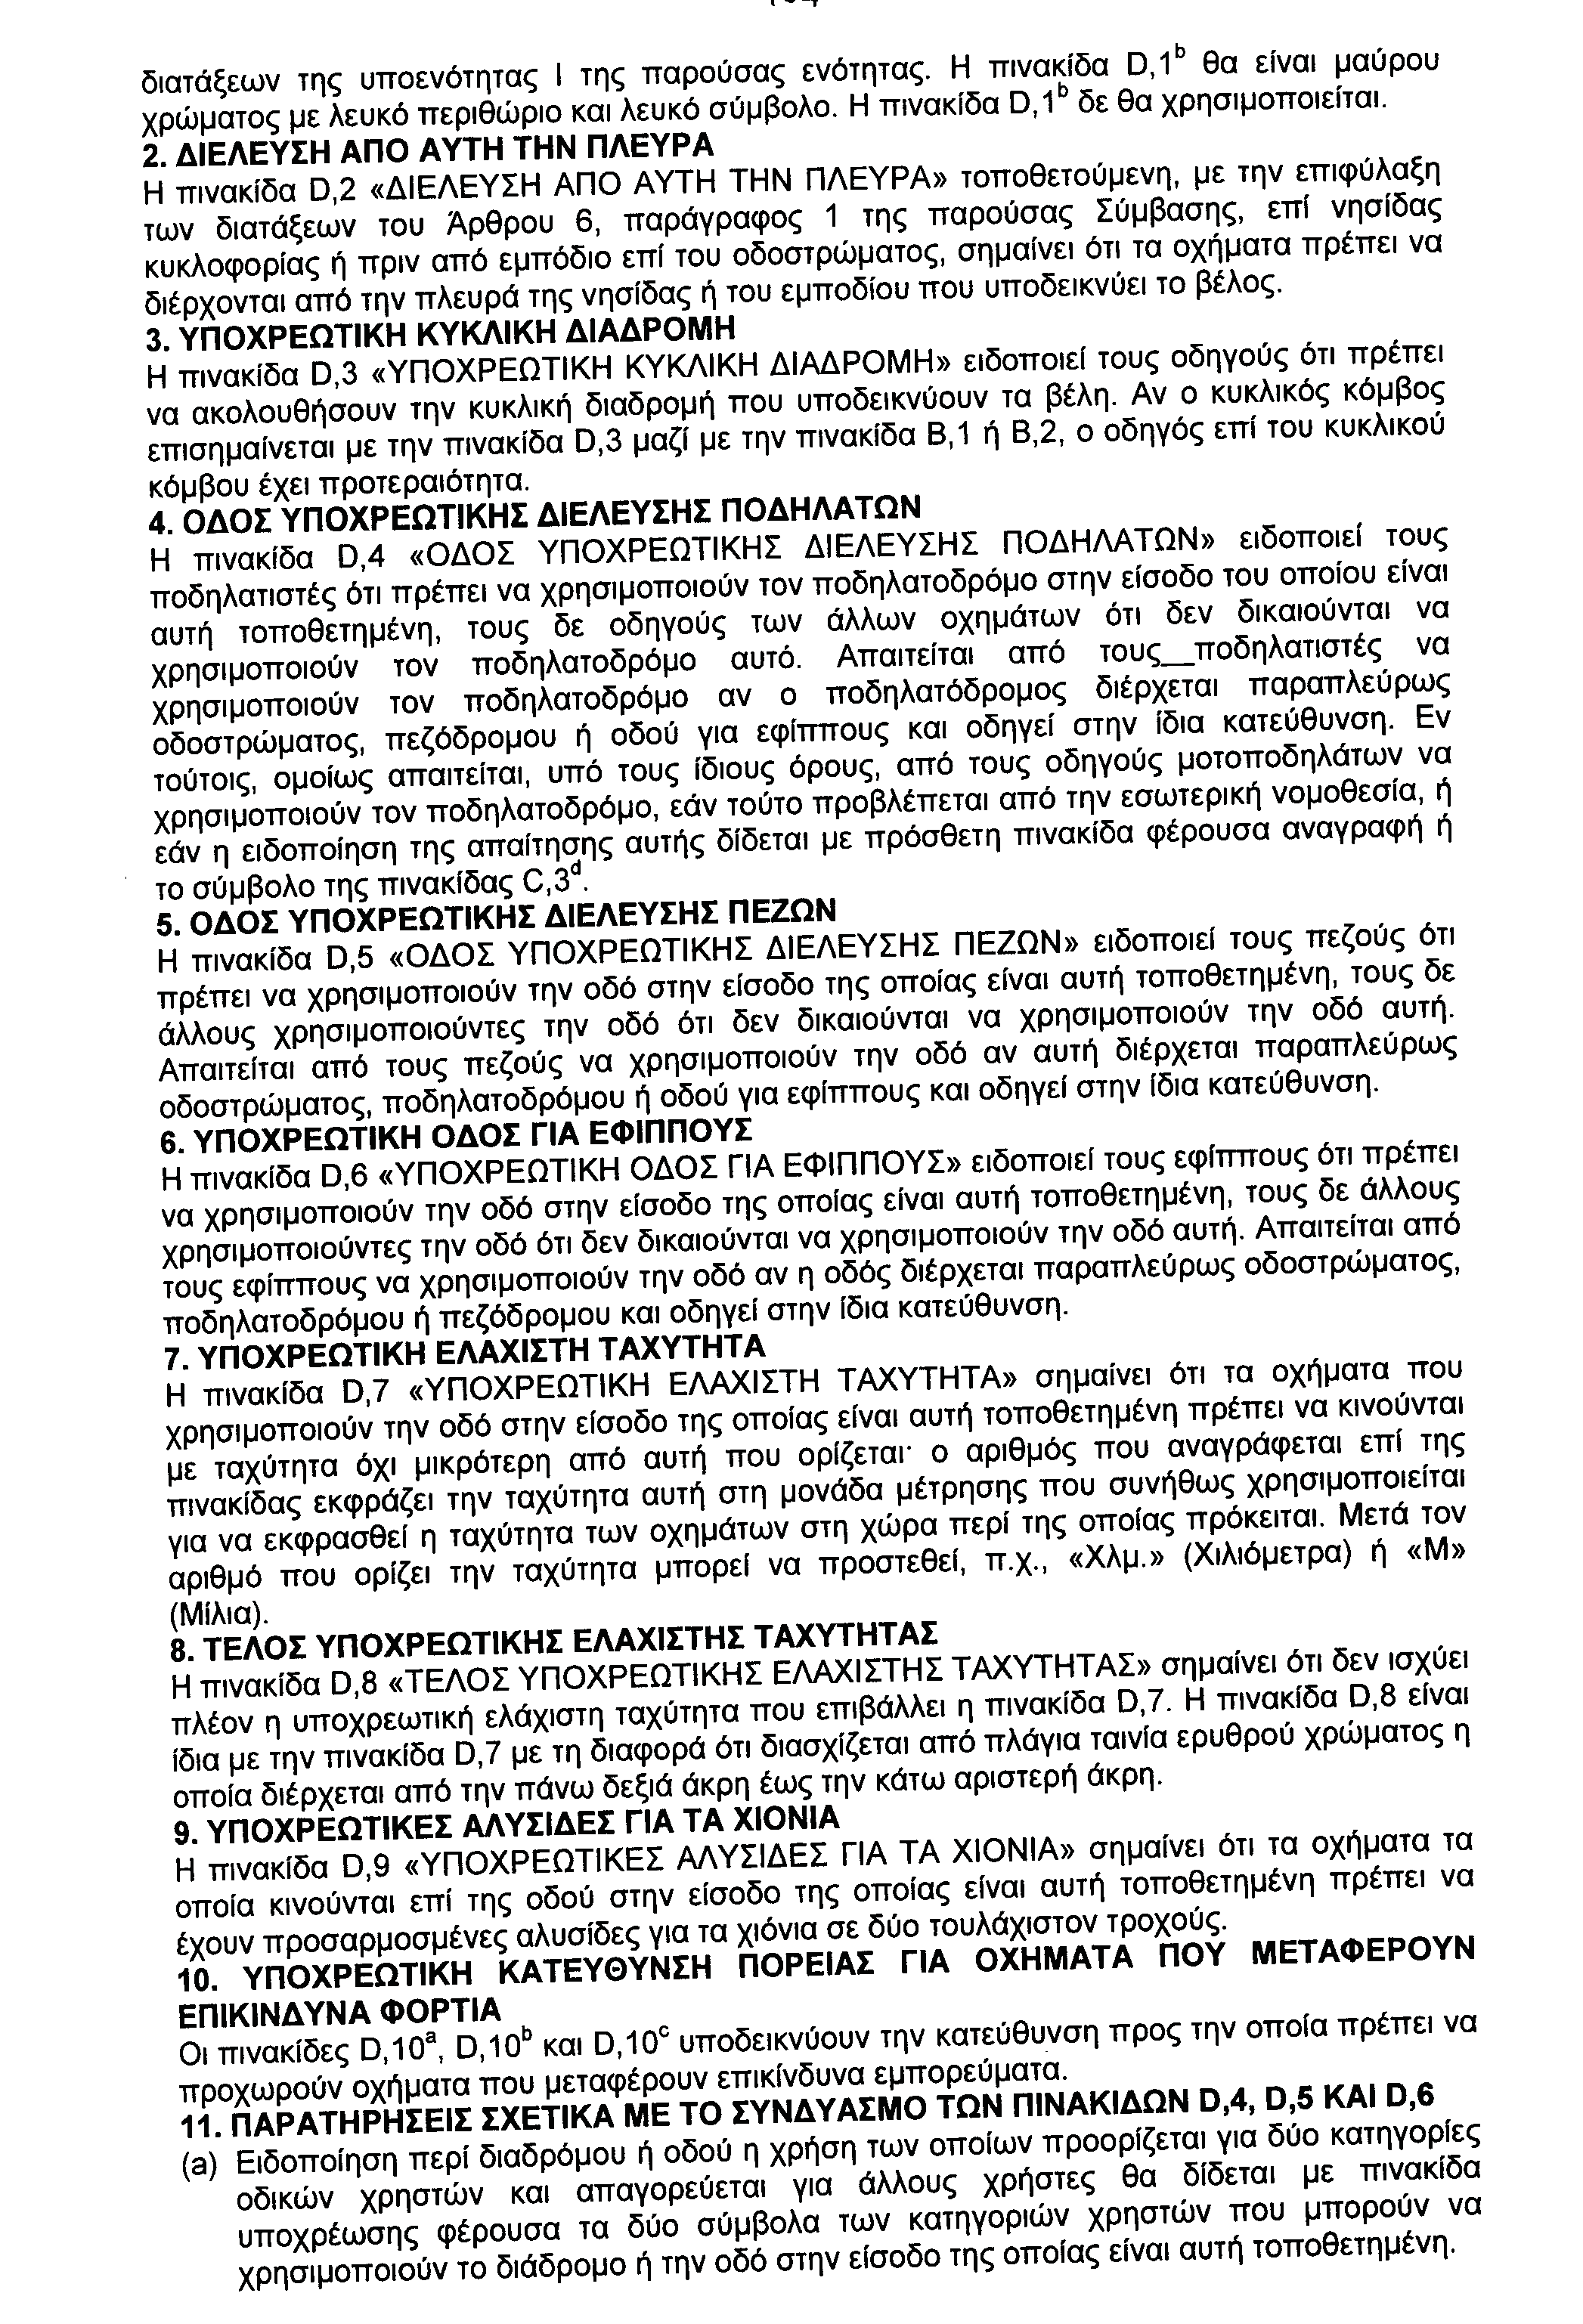 διατάξεων της υποενότητας Ι της παρούσας ενότητας. Η πινακίδα D,1ᵇ θα είναι μαύρου
χρώματος με λευκό περιθώριο και λευκό σύμβολο. Η πινακίδα D,1ᵇ δε θα χρησιμοποιείται.
2. ΔΙΕΛΕΥΣΗ ΑΠΟ ΑΥΤΗ ΤΗΝ ΠΛΕΥΡΑ
Η πινακίδα D,2 «ΔΙΕΛΕΥΣΗ ΑΠΟ ΑΥΤΗ ΤΗΝ ΠΛΕΥΡΑ» τοποθετούμενη, με την επιφύλαξη
των διατάξεων του Άρθρου 6, παράγραφος 1 της παρούσας Σύμβασης, επί νησίδας
κυκλοφορίας ή πριν από εμπόδιο επί του οδοστρώματος, σημαίνει ότι τα οχήματα πρέπει να
διέρχονται από την πλευρά της νησίδας ή του εμποδίου που υποδεικνύει το βέλος.
3. ΥΠΟΧΡΕΩΤΙΚΗ ΚΥΚΛΙΚΗ ΔΙΑΔΡΟΜΗ
Η πινακίδα D,3 «ΥΠΟΧΡΕΩΤΙΚΗ ΚΥΚΛΙΚΗ ΔΙΑΔΡΟΜΗ» ειδοποιεί τους οδηγούς ότι πρέπει
να ακολουθήσουν την κυκλική διαδρομή που υποδεικνύουν τα βέλη. Αν ο κυκλικός κόμβος
επισημαίνεται με την πινακίδα D,3 μαζί με την πινακίδα Β,1 ή Β,2, ο οδηγός επί του κυκλικού
κόμβου έχει προτεραιότητα.
4. ΟΔΟΣ ΥΠΟΧΡΕΩΤΙΚΗΣ ΔΙΕΛΕΥΣΗΣ ΠΟΔΗΛΑΤΩΝ
Η πινακίδα D,4 «ΟΔΟΣ ΥΠΟΧΡΕΩΤΙΚΗΣ ΔΙΕΛΕΥΣΗΣ ΠΟΔΗΛΑΤΩΝ» ειδοποιεί τους
ποδηλατιστές ότι πρέπει να χρησιμοποιούν τον ποδηλατοδρόμο στην είσοδο του οποίου είναι
αυτή τοποθετημένη, τους δε οδηγούς των άλλων οχημάτων ότι δεν δικαιούνται να
χρησιμοποιούν τον ποδηλατοδρόμο αυτό. Απαιτείται από τους__ποδηλατιστές να
χρησιμοποιούν τον ποδηλατοδρόμο αν ο ποδηλατόδρομος διέρχεται παραπλεύρως
οδοστρώματος, πεζόδρομου ή οδού για εφίππους και οδηγεί στην ίδια κατεύθυνση. Εν
τούτοις, ομοίως απαιτείται, υπό τους ίδιους όρους, από τους οδηγούς μοτοποδηλάτων να
χρησιμοποιούν τον ποδηλατοδρόμο, εάν τούτο προβλέπεται από την εσωτερική νομοθεσία, ή
εάν η ειδοποίηση της απαίτησης αυτής δίδεται με πρόσθετη πινακίδα φέρουσα αναγραφή ή
το σύμβολο της πινακίδας C,3ᵈ.
5. ΟΔΟΣ ΥΠΟΧΡΕΩΤΙΚΗΣ ΔΙΕΛΕΥΣΗΣ ΠΕΖΩΝ
Η πινακίδα D,5 «ΟΔΟΣ ΥΠΟΧΡΕΩΤΙΚΗΣ ΔΙΕΛΕΥΣΗΣ ΠΕΖΩΝ» ειδοποιεί τους πεζούς ότι
πρέπει να χρησιμοποιούν την οδό στην είσοδο της οποίας είναι αυτή τοποθετημένη, τους δε
άλλους χρησιμοποιούντες την οδό ότι δεν δικαιούνται να χρησιμοποιούν την οδό αυτή.
Απαιτείται από τους πεζούς να χρησιμοποιούν την οδό αν αυτή διέρχεται παραπλεύρως
οδοστρώματος, ποδηλατοδρόμου ή οδού για εφίππους και οδηγεί στην ίδια κατεύθυνση.
6. ΥΠΟΧΡΕΩΤΙΚΗ ΟΔΟΣ ΓΙΑ ΕΦΙΠΠΟΥΣ
Η πινακίδα D,6 «ΥΠΟΧΡΕΩΤΙΚΗ ΟΔΟΣ ΓΙΑ ΕΦΙΠΠΟΥΣ» ειδοποιεί τους εφίππους ότι πρέπει
να χρησιμοποιούν την οδό στην είσοδο της οποίας είναι αυτή τοποθετημένη, τους δε άλλους
χρησιμοποιούντες την οδό ότι δεν δικαιούνται να χρησιμοποιούν την οδό αυτή. Απαιτείται από
τους εφίππους να χρησιμοποιούν την οδό αν η οδός διέρχεται παραπλεύρως οδοστρώματος,
ποδηλατοδρόμου ή πεζόδρομου και οδηγεί στην ίδια κατεύθυνση.
7. ΥΠΟΧΡΕΩΤΙΚΗ ΕΛΑΧΙΣΤΗ ΤΑΧΥΤΗΤΑ
Η πινακίδα D,7 «ΥΠΟΧΡΕΩΤΙΚΗ ΕΛΑΧΙΣΤΗ ΤΑΧΥΤΗΤΑ» σημαίνει ότι τα οχήματα που
χρησιμοποιούν την οδό στην είσοδο της οποίας είναι αυτή τοποθετημένη πρέπει να κινούνται
με ταχύτητα όχι μικρότερη από αυτή που ορίζεται· ο αριθμός που αναγράφεται επί της
πινακίδας εκφράζει την ταχύτητα αυτή στη μονάδα μέτρησης που συνήθως χρησιμοποιείται
για να εκφρασθεί η ταχύτητα των οχημάτων στη χώρα περί της οποίας πρόκειται. Μετά τον
αριθμό που ορίζει την ταχύτητα μπορεί να προστεθεί, π.χ., «Χλμ.» (Χιλιόμετρα) ή «Μ»
(Μίλια).
8. ΤΕΛΟΣ ΥΠΟΧΡΕΩΤΙΚΗΣ ΕΛΑΧΙΣΤΗΣ ΤΑΧΥΤΗΤΑΣ
Η πινακίδα D,8 «ΤΕΛΟΣ ΥΠΟΧΡΕΩΤΙΚΗΣ ΕΛΑΧΙΣΤΗΣ ΤΑΧΥΤΗΤΑΣ» σημαίνει ότι δεν ισχύει
πλέον η υποχρεωτική ελάχιστη ταχύτητα που επιβάλλει η πινακίδα D,7. Η πινακίδα D,8 είναι
ίδια με την πινακίδα D,7 με τη διαφορά ότι διασχίζεται από πλάγια ταινία ερυθρού χρώματος η
οποία διέρχεται από την πάνω δεξιά άκρη έως την κάτω αριστερή άκρη.
9. ΥΠΟΧΡΕΩΤΙΚΕΣ ΑΛΥΣΙΔΕΣ ΓΙΑ ΤΑ ΧΙΟΝΙΑ
Η πινακίδα D,9 «ΥΠΟΧΡΕΩΤΙΚΕΣ ΑΛΥΣΙΔΕΣ ΓΙΑ ΤΑ ΧΙΟΝΙΑ» σημαίνει ότι τα οχήματα τα
οποία κινούνται επί της οδού στην είσοδο της οποίας είναι αυτή τοποθετημένη πρέπει να
έχουν προσαρμοσμένες αλυσίδες για τα χιόνια σε δύο τουλάχιστον τροχούς.
10. ΥΠΟΧΡΕΩΤΙΚΗ ΚΑΤΕΥΘΥΝΣΗ ΠΟΡΕΙΑΣ ΓΙΑ ΟΧΗΜΑΤΑ ΠΟΥ ΜΕΤΑΦΕΡΟΥΝ
ΕΠΙΚΙΝΔΥΝΑ ΦΟΡΤΙΑ
Οι πινακίδες D,10ᵃ, D,10ᵇ και D,10ᶜ υποδεικνύουν την κατεύθυνση προς την οποία πρέπει να
προχωρούν οχήματα που μεταφέρουν επικίνδυνα εμπορεύματα.
11. ΠΑΡΑΤΗΡΗΣΕΙΣ ΣΧΕΤΙΚΑ ΜΕ ΤΟ ΣΥΝΔΥΑΣΜΟ ΤΩΝ ΠΙΝΑΚΙΔΩΝ D,4, D,5 ΚΑΙ D,6
(a) Ειδοποίηση περί διαδρόμου ή οδού η χρήση των οποίων προορίζεται για δύο κατηγορίες
οδικών χρηστών και απαγορεύεται για άλλους χρήστες θα δίδεται με πινακίδα
υποχρέωσης φέρουσα τα δύο σύμβολα των κατηγοριών χρηστών που μπορούν να
χρησιμοποιούν το διάδρομο ή την οδό στην είσοδο της οποίας είναι αυτή τοποθετημένη.